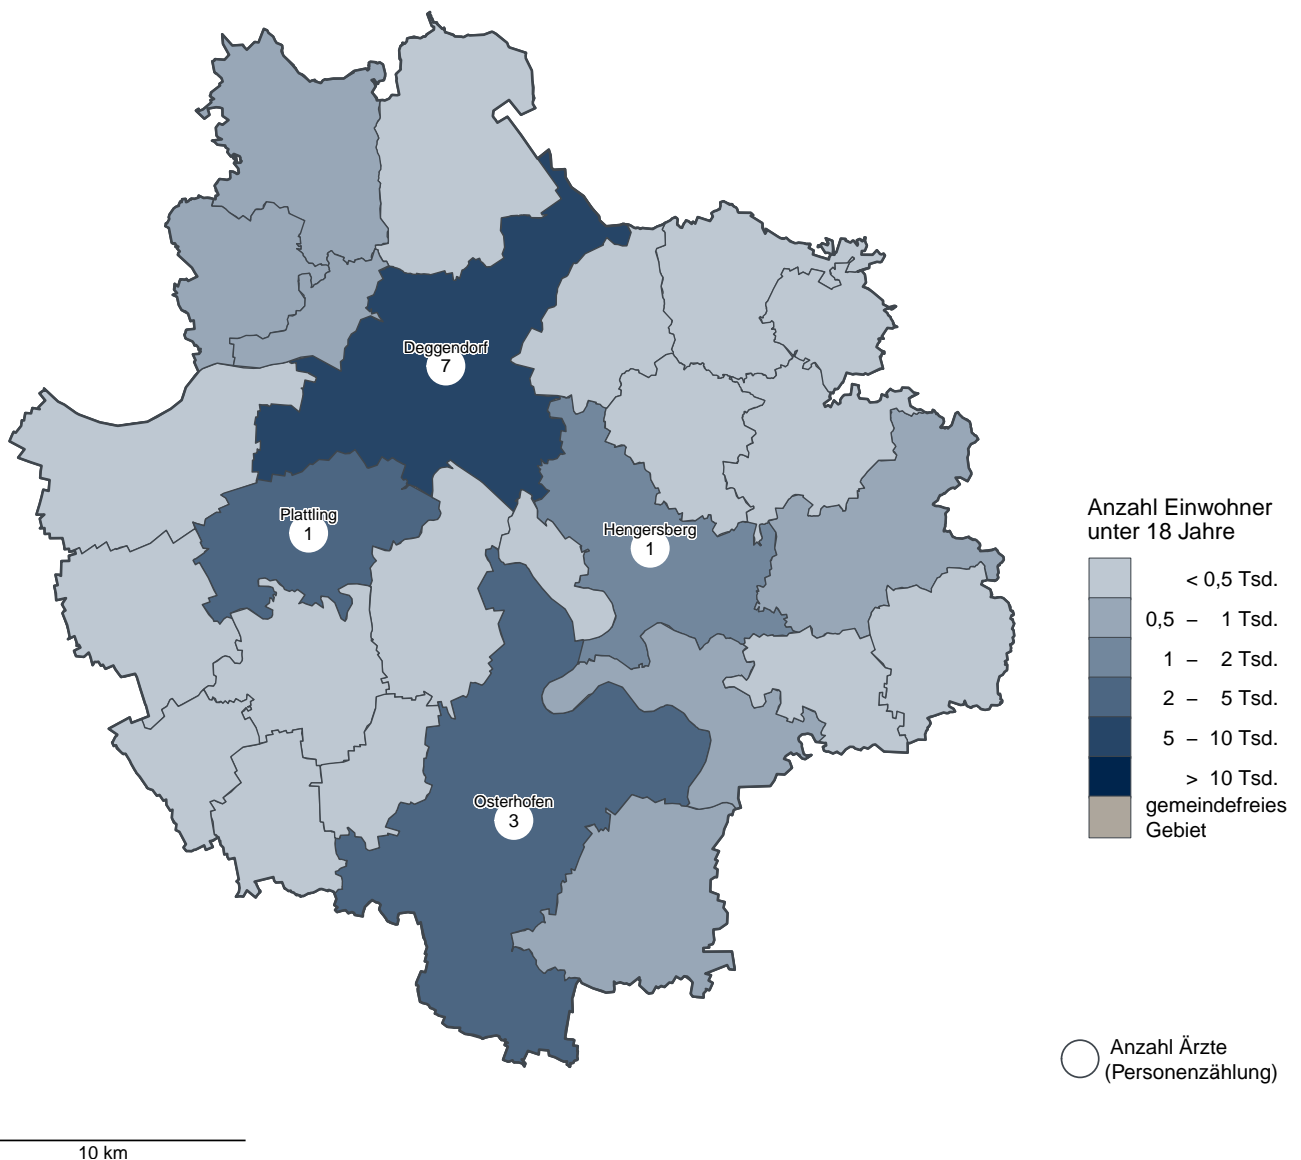 Deggendorf
7
Plattling
1
Hengersberg
1
Osterhofen
3
Anzahl Einwohner
unter 18 Jahre
< 0,5 Tsd.
0,5 – 1 Tsd.
1 – 2 Tsd.
2 – 5 Tsd.
5 – 10 Tsd.
> 10 Tsd.
gemeindefreies
Gebiet
Anzahl Ärzte
(Personenzählung)
10 km